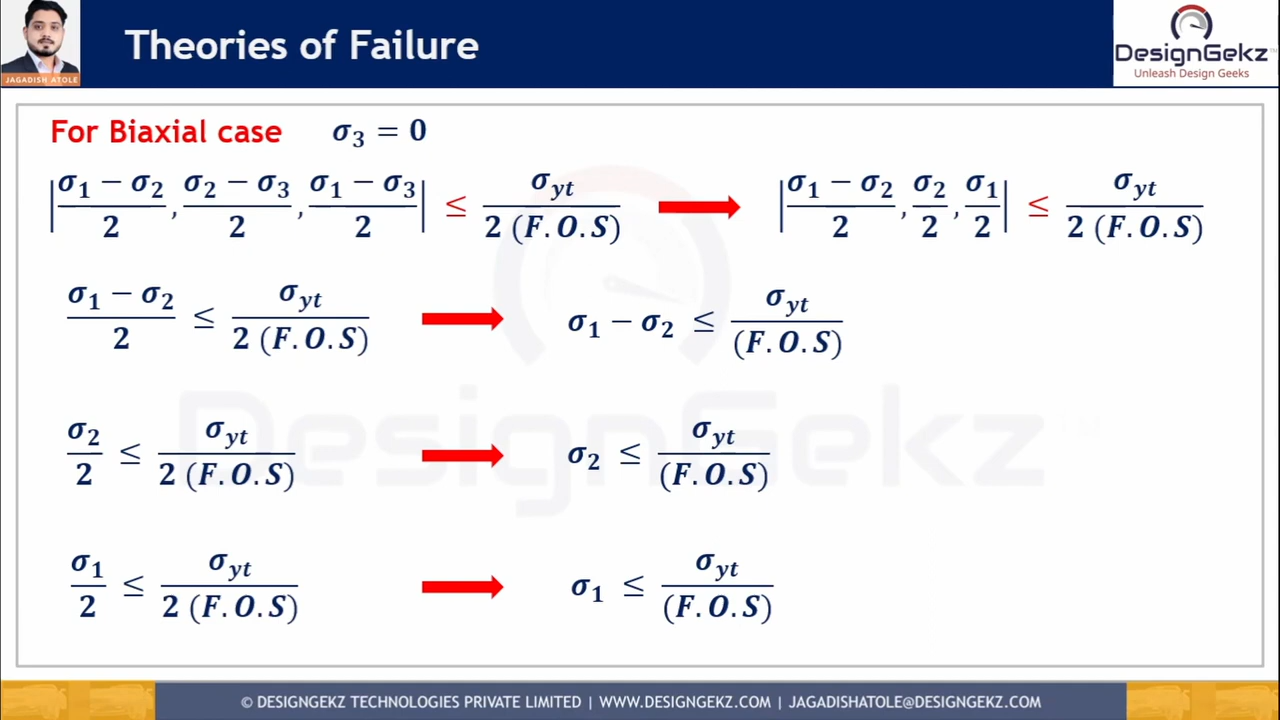 Theories of Failure
JAGADISH ATOLE
DesignGekz™
Unleash Design Geeks
For Biaxial case σ₃ = 0
|(σ₁ − σ₂)/2, (σ₂ − σ₃)/2, (σ₁ − σ₃)/2| ≤ σyt/(2 (F.O.S)) → |(σ₁ − σ₂)/2, σ₂/2, σ₁/2| ≤ σyt/(2 (F.O.S))
(σ₁ − σ₂)/2 ≤ σyt/(2 (F.O.S)) → σ₁ − σ₂ ≤ σyt/(F.O.S)
σ₂/2 ≤ σyt/(2 (F.O.S)) → σ₂ ≤ σyt/(F.O.S)
σ₁/2 ≤ σyt/(2 (F.O.S)) → σ₁ ≤ σyt/(F.O.S)
DesignGekz™
© DESIGNGEKZ TECHNOLOGIES PRIVATE LIMITED | WWW.DESIGNGEKZ.COM | JAGADISHATOLE@DESIGNGEKZ.COM